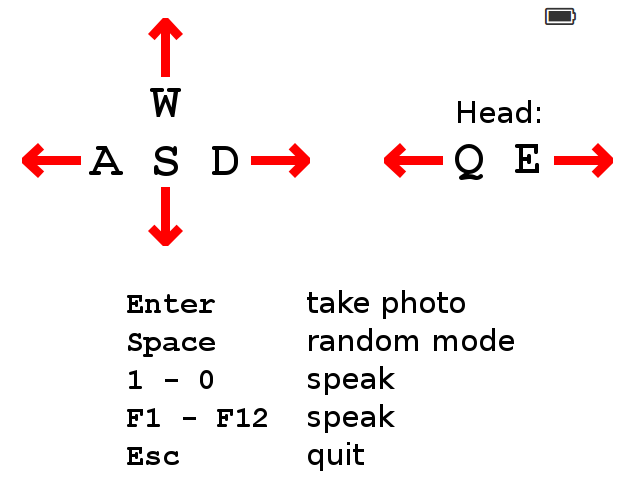 W
Head:
A S D
Q E
Enter take photo
Space random mode
1 - 0 speak
F1 - F12 speak
Esc quit